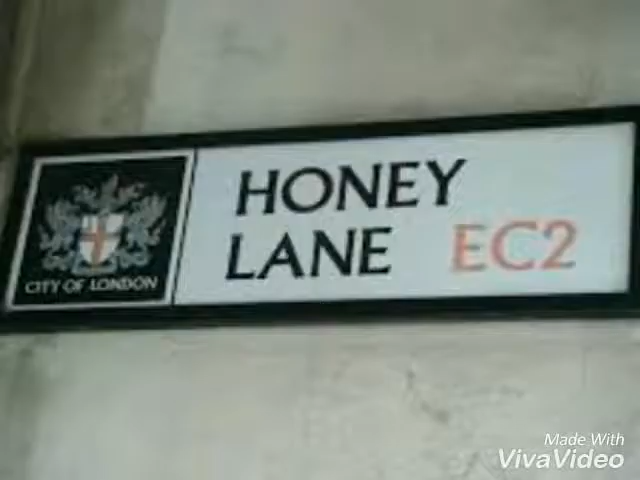 HONEY
LANE EC2
CITY OF LONDON
Made With
VivaVideo